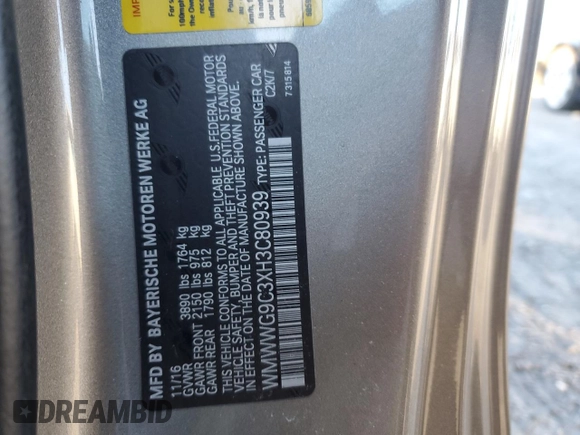 MFD BY BAYERISCHE MOTOREN WERKE AG
11/16
GVWR 3890 lbs 1764 kg
GAWR FRONT 2150 lbs 975 kg
GAWR REAR 1790 lbs 812 kg
THIS VEHICLE CONFORMS TO ALL APPLICABLE U.S. FEDERAL MOTOR
VEHICLE SAFETY, BUMPER AND THEFT PREVENTION STANDARDS
IN EFFECT ON THE DATE OF MANUFACTURE SHOWN ABOVE.
WMWWG9C3XH3C80939 TYPE: PASSENGER CAR
C2K/7
7315814
DREAMBID